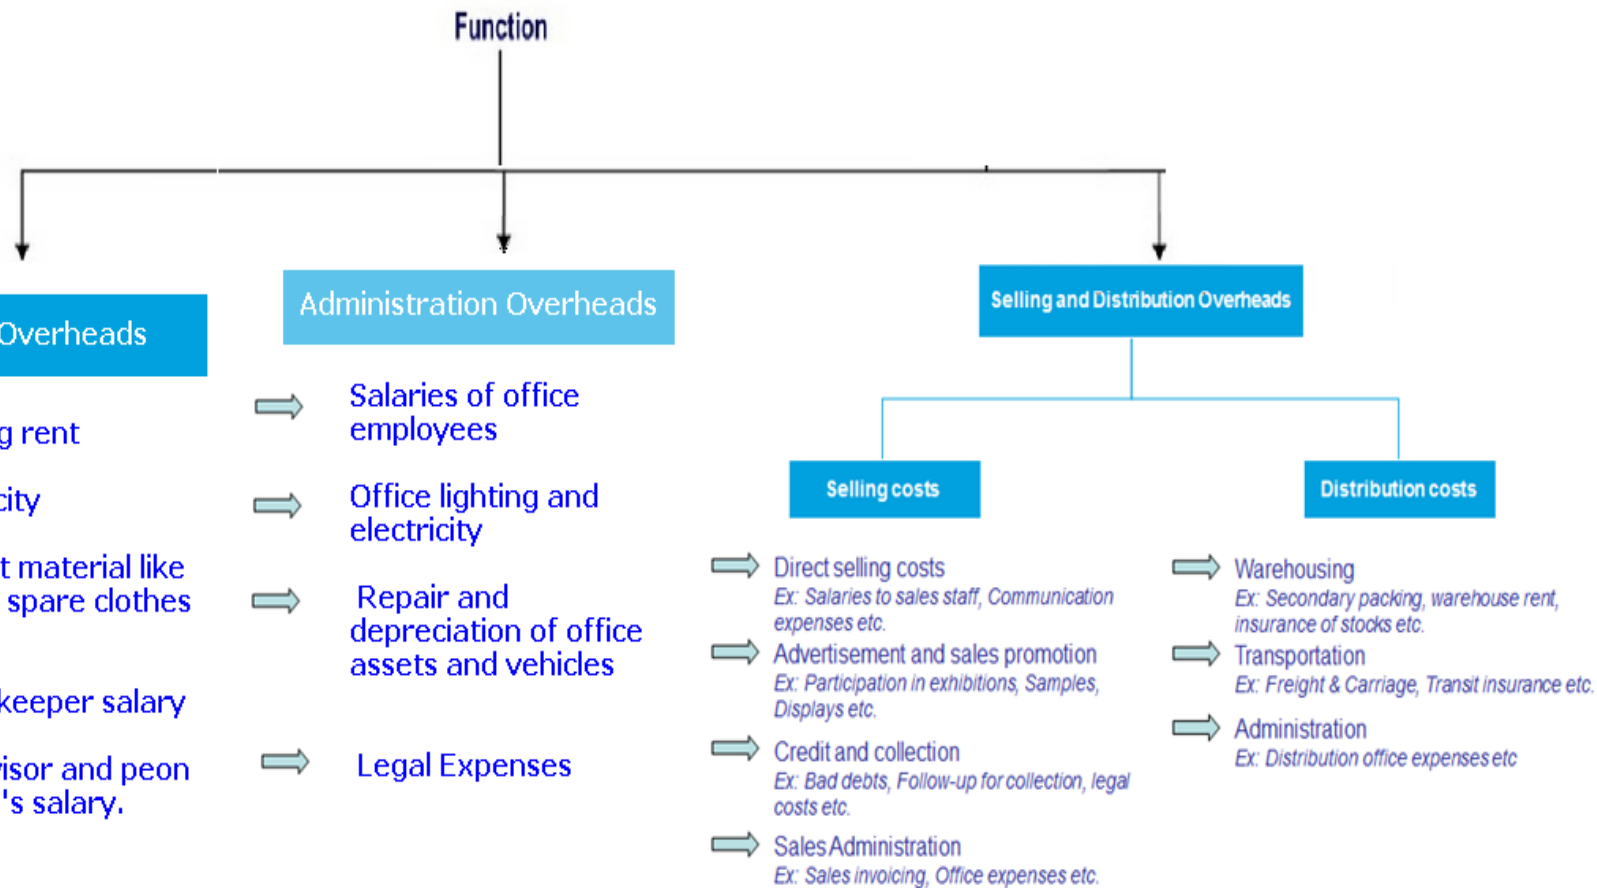 Function
Overheads
rent
material like
spare clothes
salary
and peon
salary.
Administration Overheads
Salaries of office
employees
Office lighting and
electricity
Repair and
depreciation of office
assets and vehicles
Legal Expenses
Selling and Distribution Overheads
Selling costs
Direct selling costs
Ex: Salaries to sales staff, Communication
expenses etc.
Advertisement and sales promotion
Ex: Participation in exhibitions, Samples,
Displays etc.
Credit and collection
Ex: Bad debts, Follow-up for collection, legal
costs etc.
Sales Administration
Ex: Sales invoicing, Office expenses etc.
Distribution costs
Warehousing
Ex: Secondary packing, warehouse rent,
insurance of stocks etc.
Transportation
Ex: Freight & Carriage, Transit insurance etc.
Administration
Ex: Distribution office expenses etc